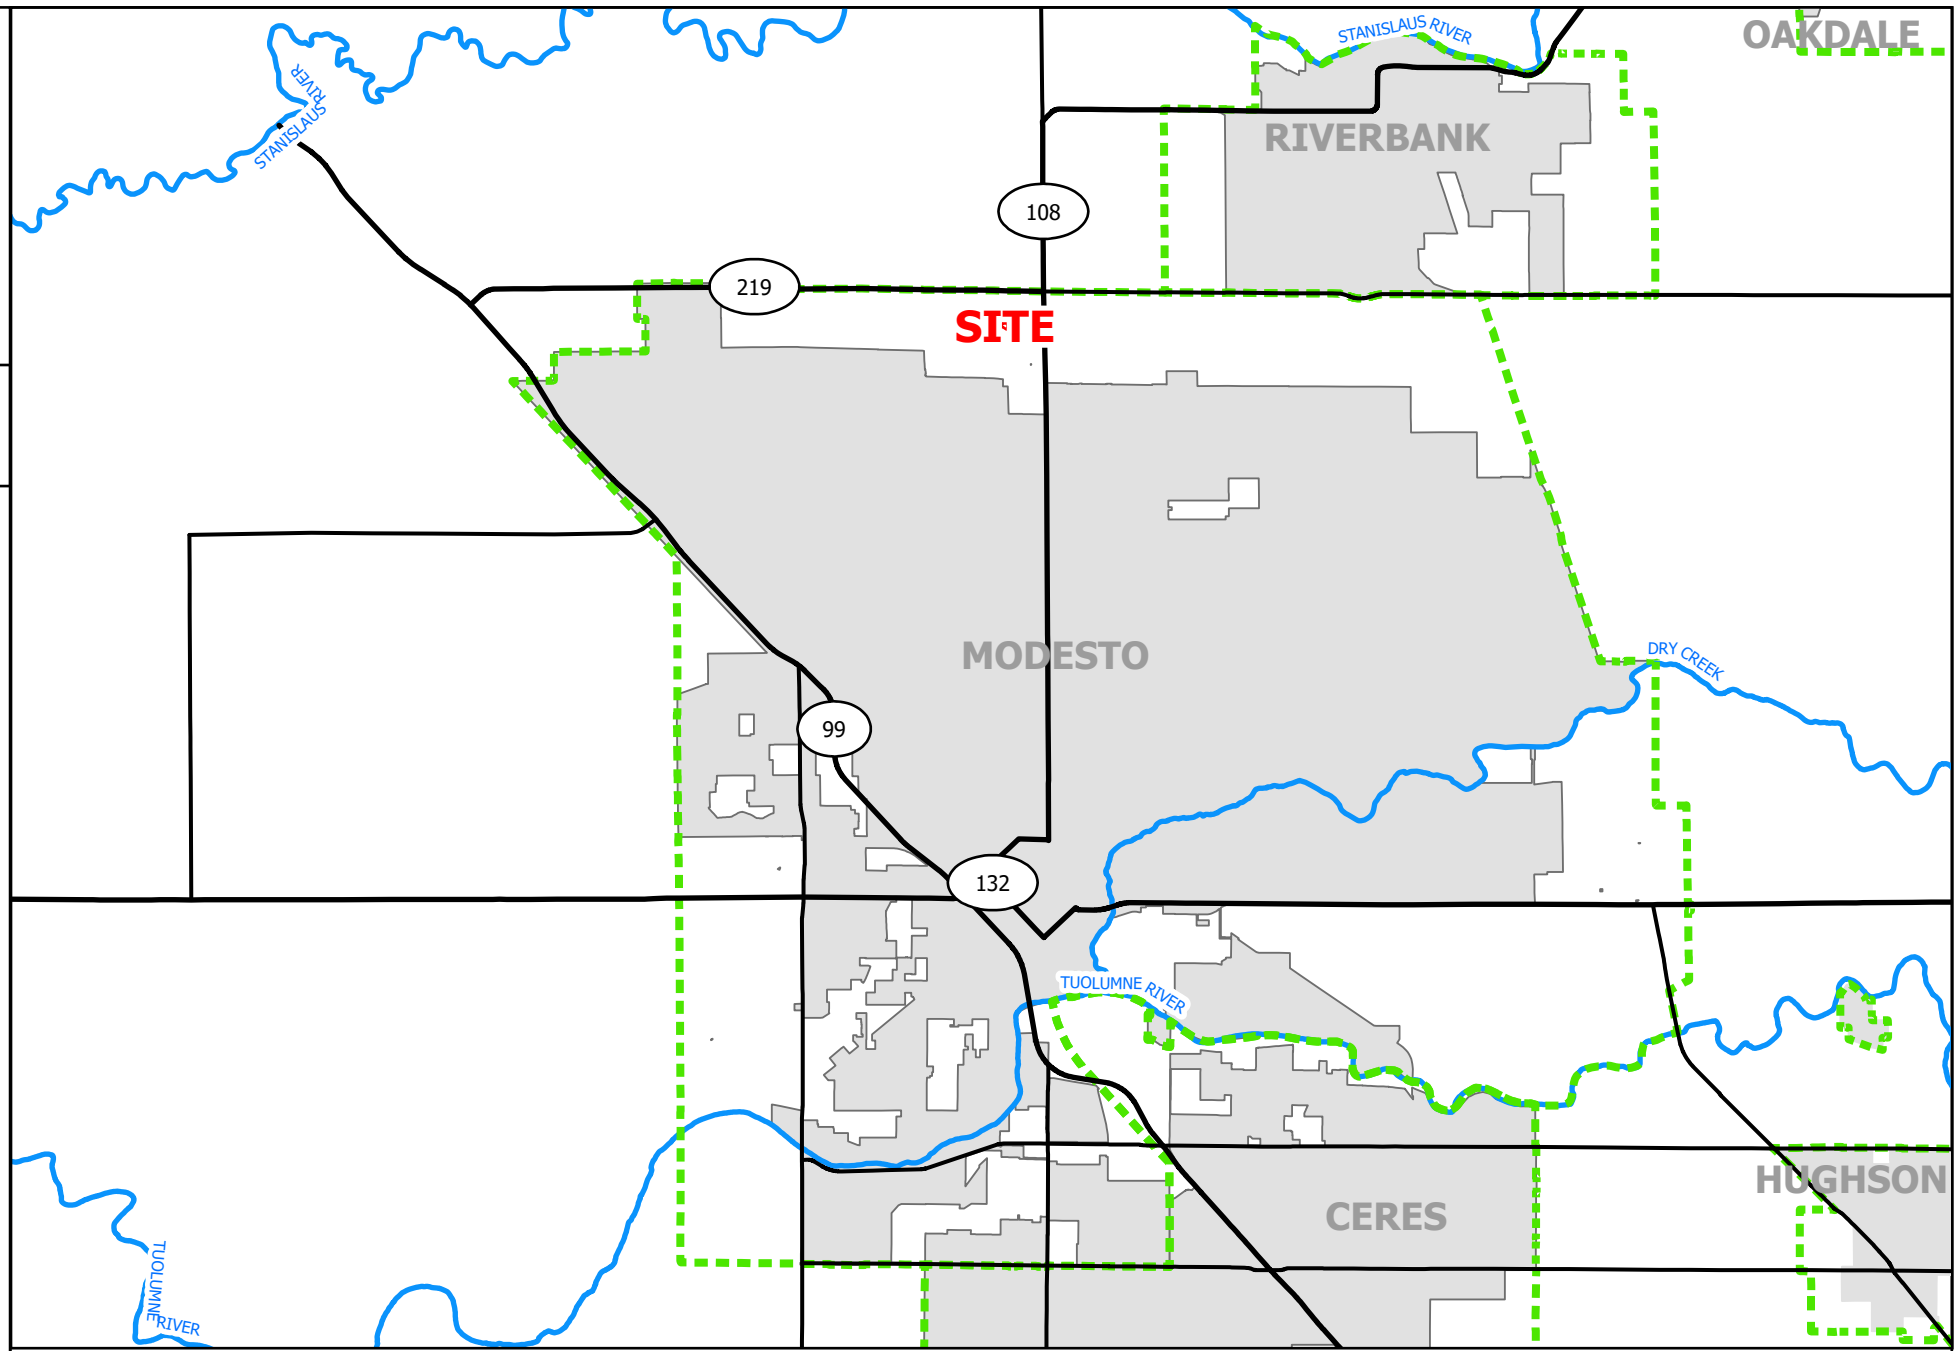 STANISLAUS RIVER
OAKDALE
RIVER
STANISLAUS
RIVERBANK
108
219
SITE
MODESTO
DRY CREEK
99
132
TUOLUMNE RIVER
HUGHSON
CERES
TUOLUMNE
RIVER